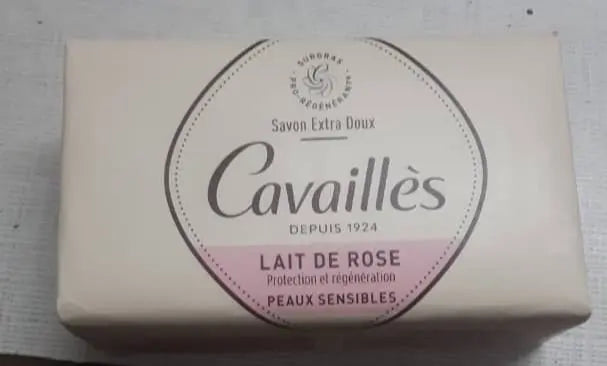 SURGRAS
PRO-RÉGÉNÉRANT
Savon Extra Doux
Cavaillès
DEPUIS 1924
LAIT DE ROSE
Protection et régénération
PEAUX SENSIBLES